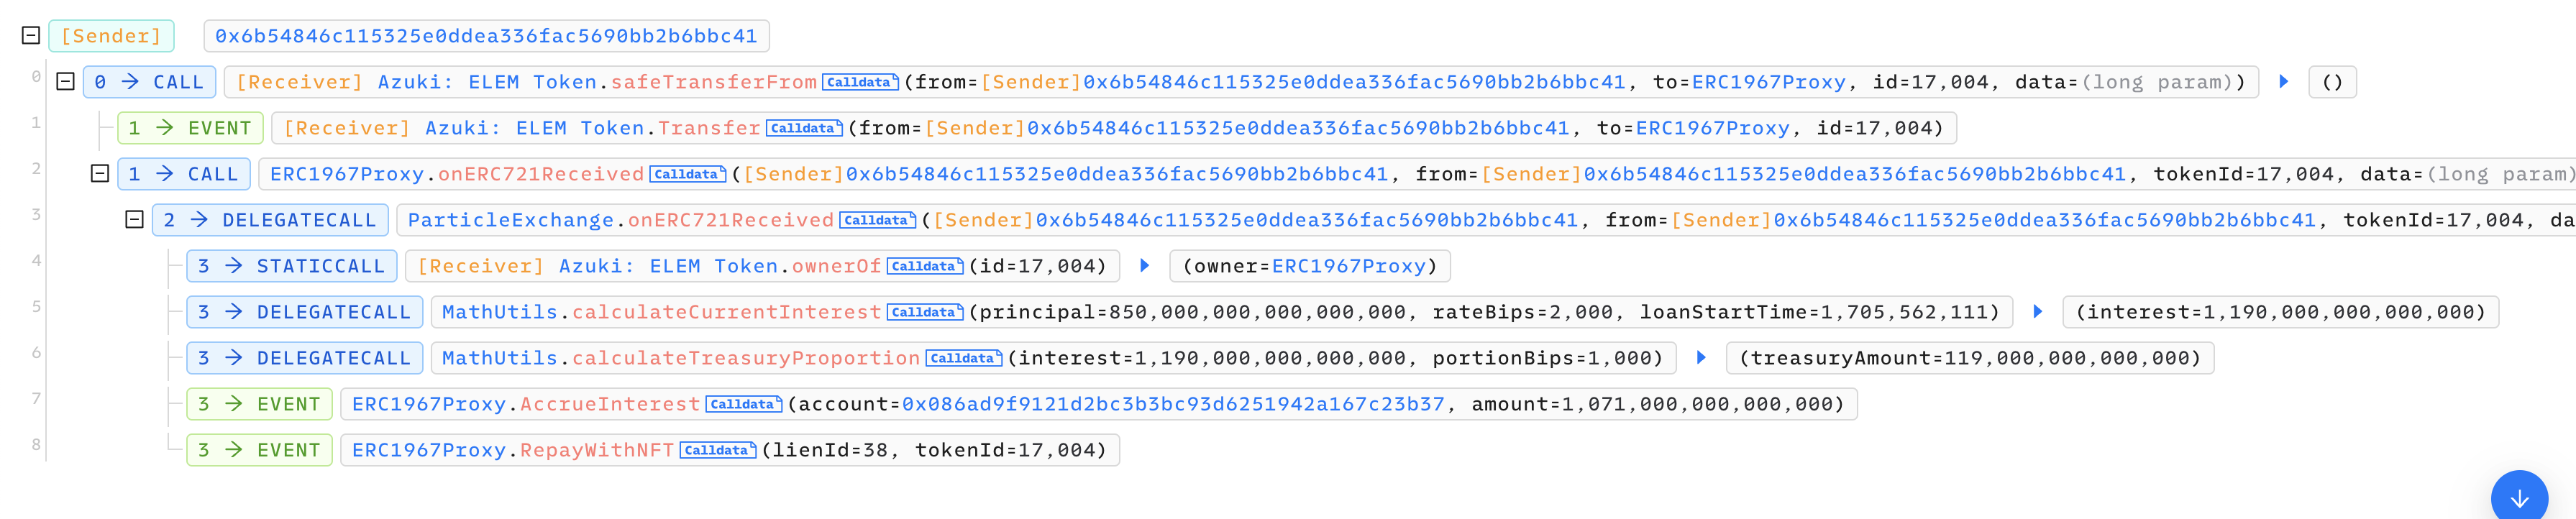 [Sender] 0x6b54846c115325e0ddea336fac5690bb2b6bbc41
0 0 → CALL [Receiver] Azuki: ELEM Token.safeTransferFrom Calldata (from=[Sender]0x6b54846c115325e0ddea336fac5690bb2b6bbc41, to=ERC1967Proxy, id=17,004, data=(long param)) ()
1 1 → EVENT [Receiver] Azuki: ELEM Token.Transfer Calldata (from=[Sender]0x6b54846c115325e0ddea336fac5690bb2b6bbc41, to=ERC1967Proxy, id=17,004)
2 1 → CALL ERC1967Proxy.onERC721Received Calldata ([Sender]0x6b54846c115325e0ddea336fac5690bb2b6bbc41, from=[Sender]0x6b54846c115325e0ddea336fac5690bb2b6bbc41, tokenId=17,004, data=(long param)
3 2 → DELEGATECALL ParticleExchange.onERC721Received Calldata ([Sender]0x6b54846c115325e0ddea336fac5690bb2b6bbc41, from=[Sender]0x6b54846c115325e0ddea336fac5690bb2b6bbc41, tokenId=17,004, da
4 3 → STATICCALL [Receiver] Azuki: ELEM Token.ownerOf Calldata (id=17,004) (owner=ERC1967Proxy)
5 3 → DELEGATECALL MathUtils.calculateCurrentInterest Calldata (principal=850,000,000,000,000,000, rateBips=2,000, loanStartTime=1,705,562,111) (interest=1,190,000,000,000,000)
6 3 → DELEGATECALL MathUtils.calculateTreasuryProportion Calldata (interest=1,190,000,000,000,000, portionBips=1,000) (treasuryAmount=119,000,000,000,000)
7 3 → EVENT ERC1967Proxy.AccrueInterest Calldata (account=0x086ad9f9121d2bc3b3bc93d6251942a167c23b37, amount=1,071,000,000,000,000)
8 3 → EVENT ERC1967Proxy.RepayWithNFT Calldata (lienId=38, tokenId=17,004)